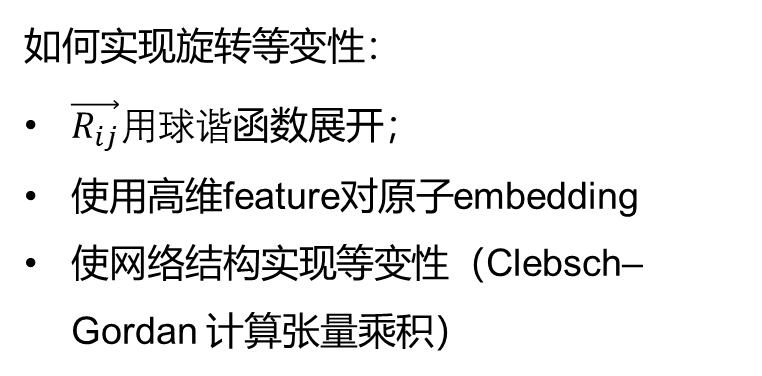 如何实现旋转等变性：
• $\overrightarrow{R_{ij}}$用球谐函数展开；
• 使用高维feature对原子embedding
• 使网络结构实现等变性（Clebsch–
Gordan 计算张量乘积）